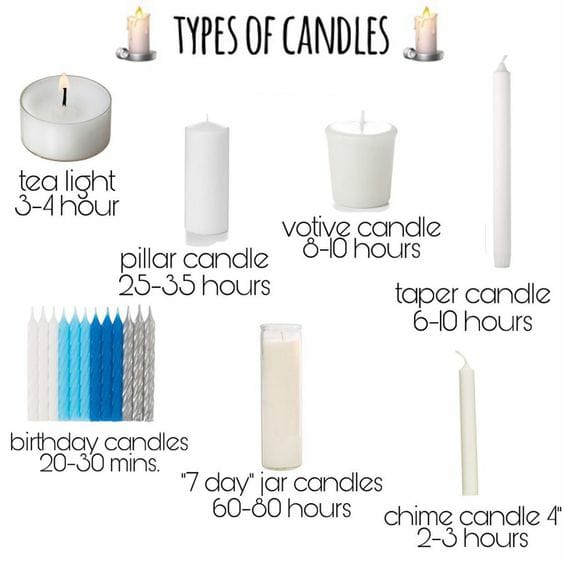 TYPES OF CANDLES
tea light
3-4 hour
pillar candle
25-35 hours
votive candle
8-10 hours
taper candle
6-10 hours
birthday candles
20-30 mins.
"7 day" jar candles
60-80 hours
chime candle 4"
2-3 hours